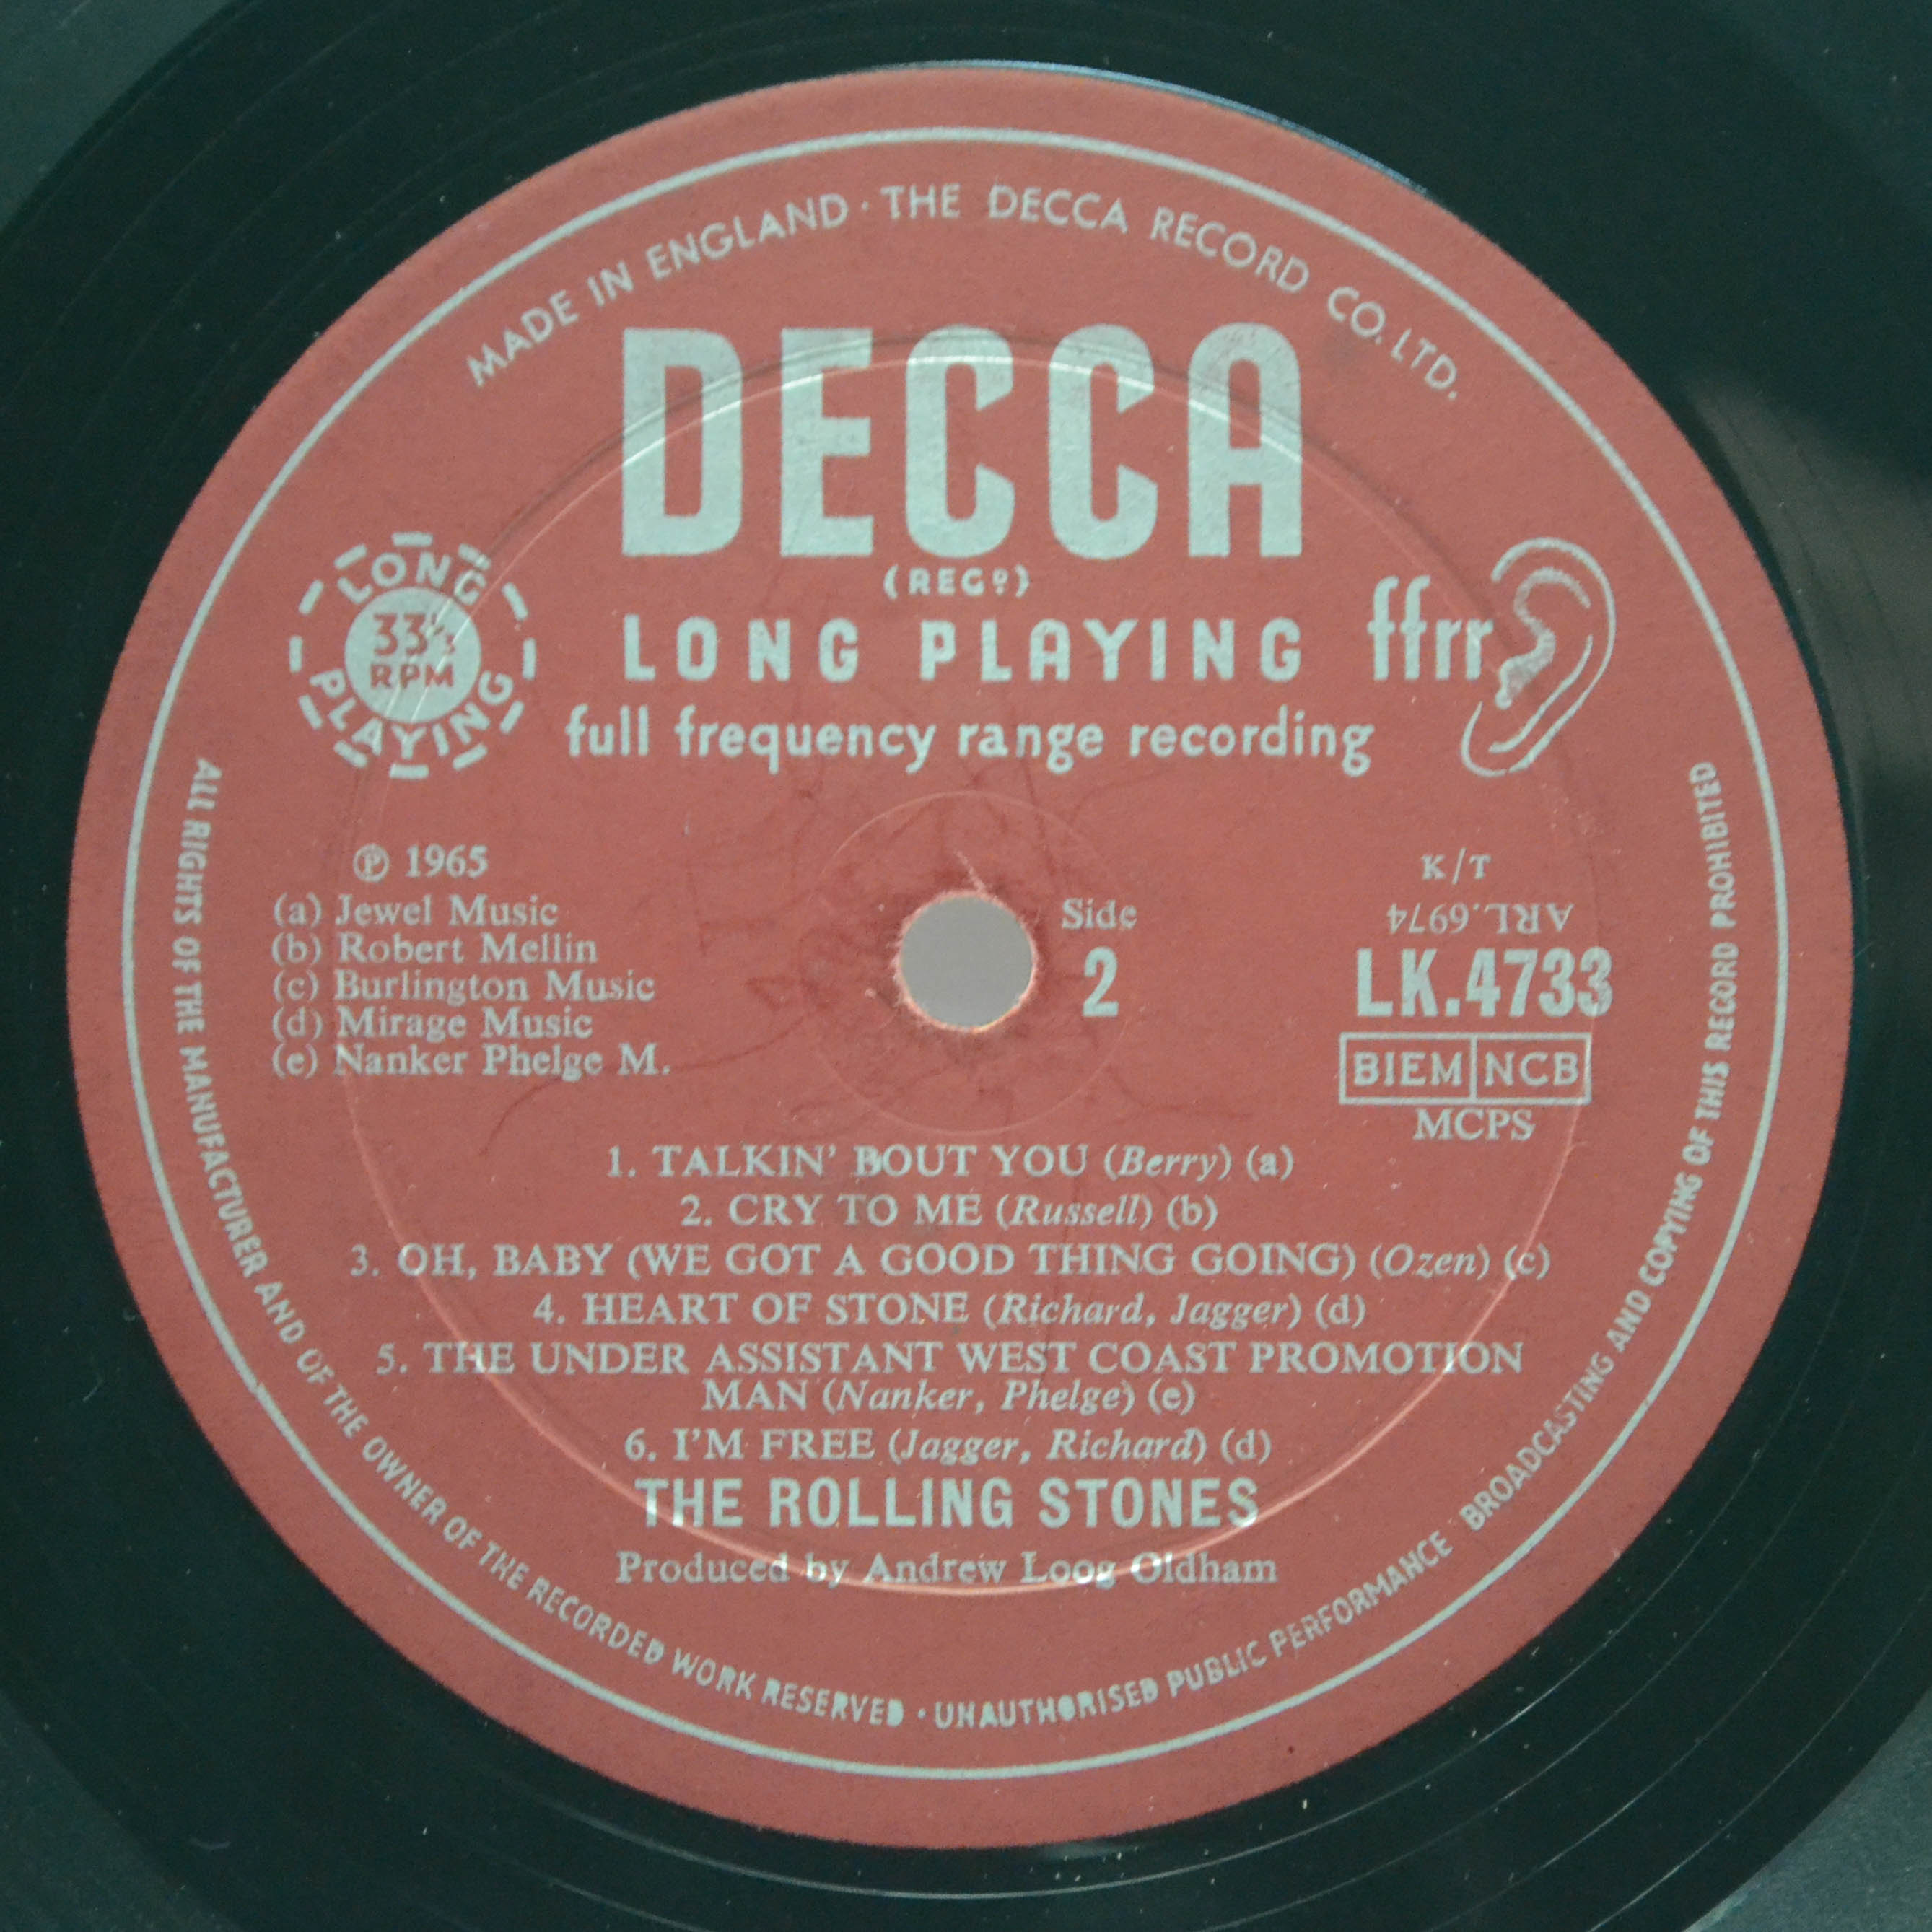 MADE IN ENGLAND · THE DECCA RECORD CO. LTD.
DECCA
(REGD)
LONG PLAYING
33⅓
RPM
LONG PLAYING
ffrr
full frequency range recording
℗ 1965
(a) Jewel Music
(b) Robert Mellin
(c) Burlington Music
(d) Mirage Music
(e) Nanker Phelge M.
Side
2
K/T
ARL.6974
LK.4733
BIEM NCB
MCPS
1. TALKIN' BOUT YOU (Berry) (a)
2. CRY TO ME (Russell) (b)
3. OH, BABY (WE GOT A GOOD THING GOING) (Ozen) (c)
4. HEART OF STONE (Richard, Jagger) (d)
5. THE UNDER ASSISTANT WEST COAST PROMOTION
MAN (Nanker, Phelge) (e)
6. I'M FREE (Jagger, Richard) (d)
THE ROLLING STONES
Produced by Andrew Loog Oldham
ALL RIGHTS OF THE MANUFACTURER AND OF THE OWNER OF THE RECORDED WORK RESERVED · UNAUTHORISED PUBLIC PERFORMANCE BROADCASTING AND COPYING OF THIS RECORD PROHIBITED